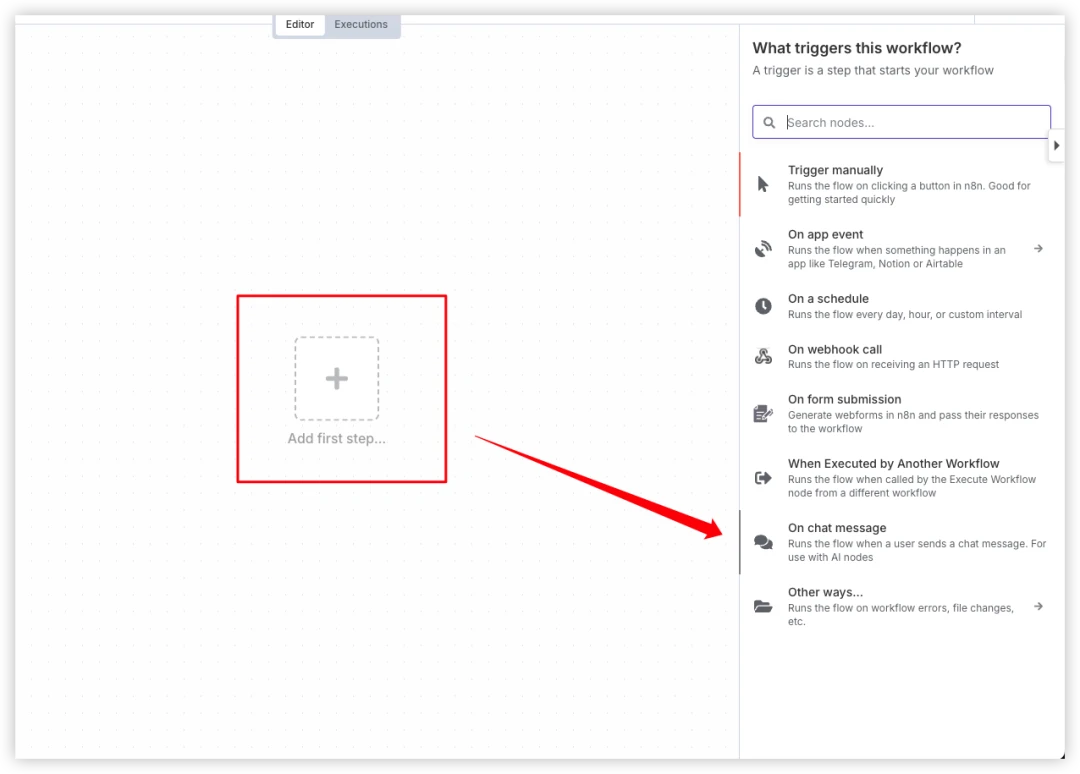 Editor
Executions
Add first step...
What triggers this workflow?
A trigger is a step that starts your workflow
Search nodes...
Trigger manually
Runs the flow on clicking a button in n8n. Good for
getting started quickly
On app event
Runs the flow when something happens in an
app like Telegram, Notion or Airtable
On a schedule
Runs the flow every day, hour, or custom interval
On webhook call
Runs the flow on receiving an HTTP request
On form submission
Generate webforms in n8n and pass their responses
to the workflow
When Executed by Another Workflow
Runs the flow when called by the Execute Workflow
node from a different workflow
On chat message
Runs the flow when a user sends a chat message. For
use with AI nodes
Other ways...
Runs the flow on workflow errors, file changes,
etc.